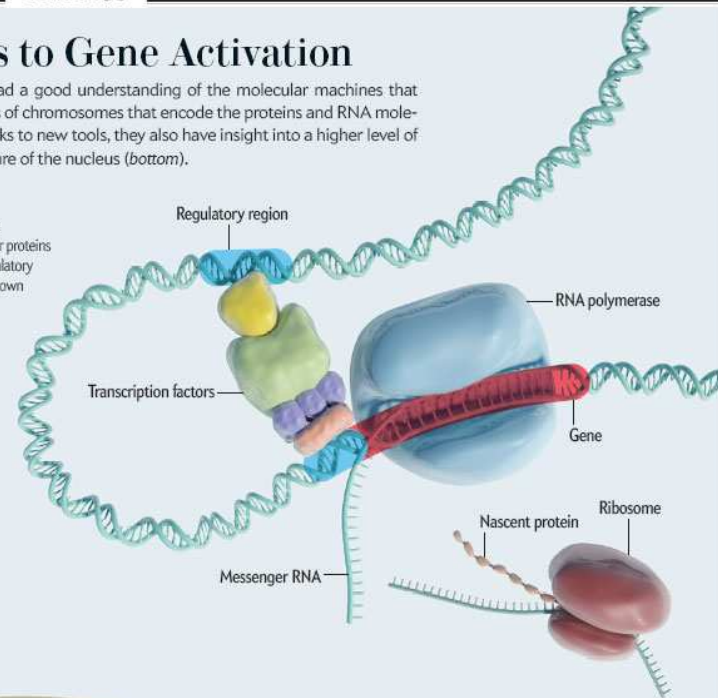 to Gene Activation
ad a good understanding of the molecular machines that
of chromosomes that encode the proteins and RNA mole-
ks to new tools, they also have insight into a higher level of
re of the nucleus (bottom).
Regulatory region
r proteins
latory
own
RNA polymerase
Transcription factors
Gene
Ribosome
Nascent protein
Messenger RNA